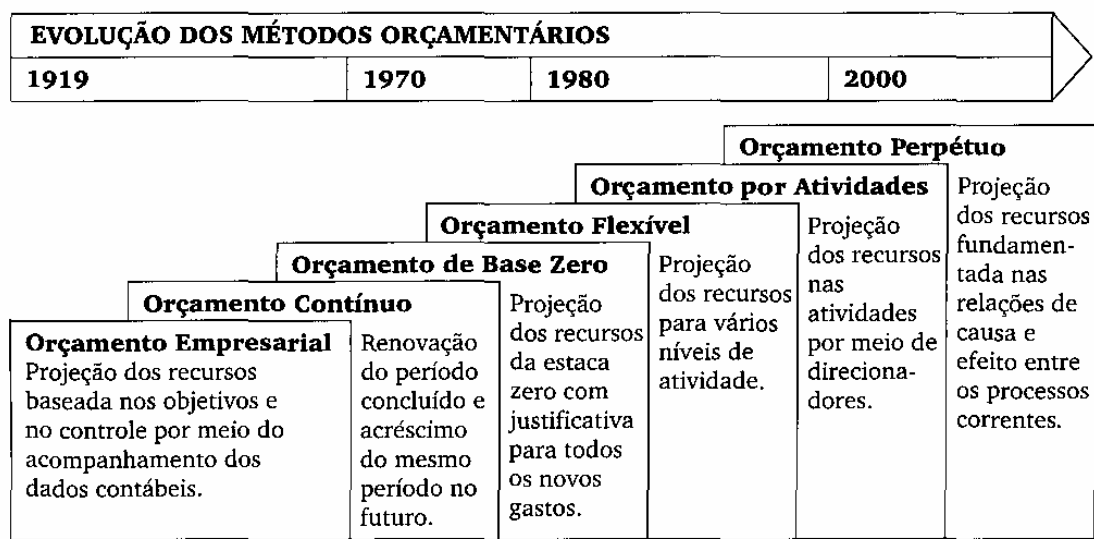 EVOLUÇÃO DOS MÉTODOS ORÇAMENTÁRIOS
1919
1970
1980
2000
Orçamento Empresarial
Projeção dos recursos
baseada nos objetivos e
no controle por meio do
acompanhamento dos
dados contábeis.
Orçamento Contínuo
Renovação
do período
concluído e
acréscimo
do mesmo
período no
futuro.
Orçamento de Base Zero
Projeção
dos recursos
da estaca
zero com
justificativa
para todos
os novos
gastos.
Orçamento Flexível
Projeção
dos recursos
para vários
níveis de
atividade.
Orçamento por Atividades
Projeção
dos recursos
nas
atividades
por meio de
direciona-
dores.
Orçamento Perpétuo
Projeção
dos recursos
fundamen-
tada nas
relações de
causa e
efeito entre
os processos
correntes.